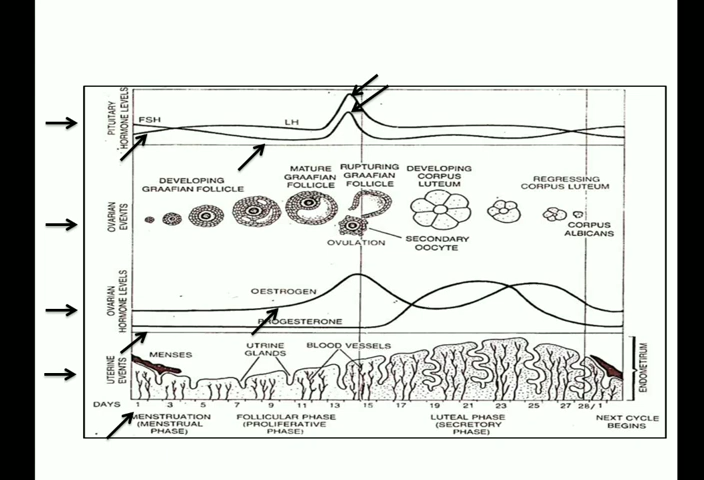 PITUITARY
HORMONE LEVELS
FSH
LH
OVARIAN
EVENTS
DEVELOPING
GRAAFIAN FOLLICLE
MATURE
GRAAFIAN
FOLLICLE
RUPTURING
GRAAFIAN
FOLLICLE
DEVELOPING
CORPUS
LUTEUM
REGRESSING
CORPUS LUTEUM
OVULATION
SECONDARY
OOCYTE
CORPUS
ALBICANS
OVARIAN
HORMONE LEVELS
OESTROGEN
PROGESTERONE
UTERINE
EVENTS
MENSES
UTRINE
GLANDS
BLOOD VESSELS
ENDOMETIRUM
DAYS 1 3 5 7 9 11 13 15 17 19 21 23 25 27 28/1
MENSTRUATION
(MENSTRUAL
PHASE)
FOLLICULAR PHASE
(PROLIFERATIVE
PHASE)
LUTEAL PHASE
(SECRETORY
PHASE)
NEXT CYCLE
BEGINS